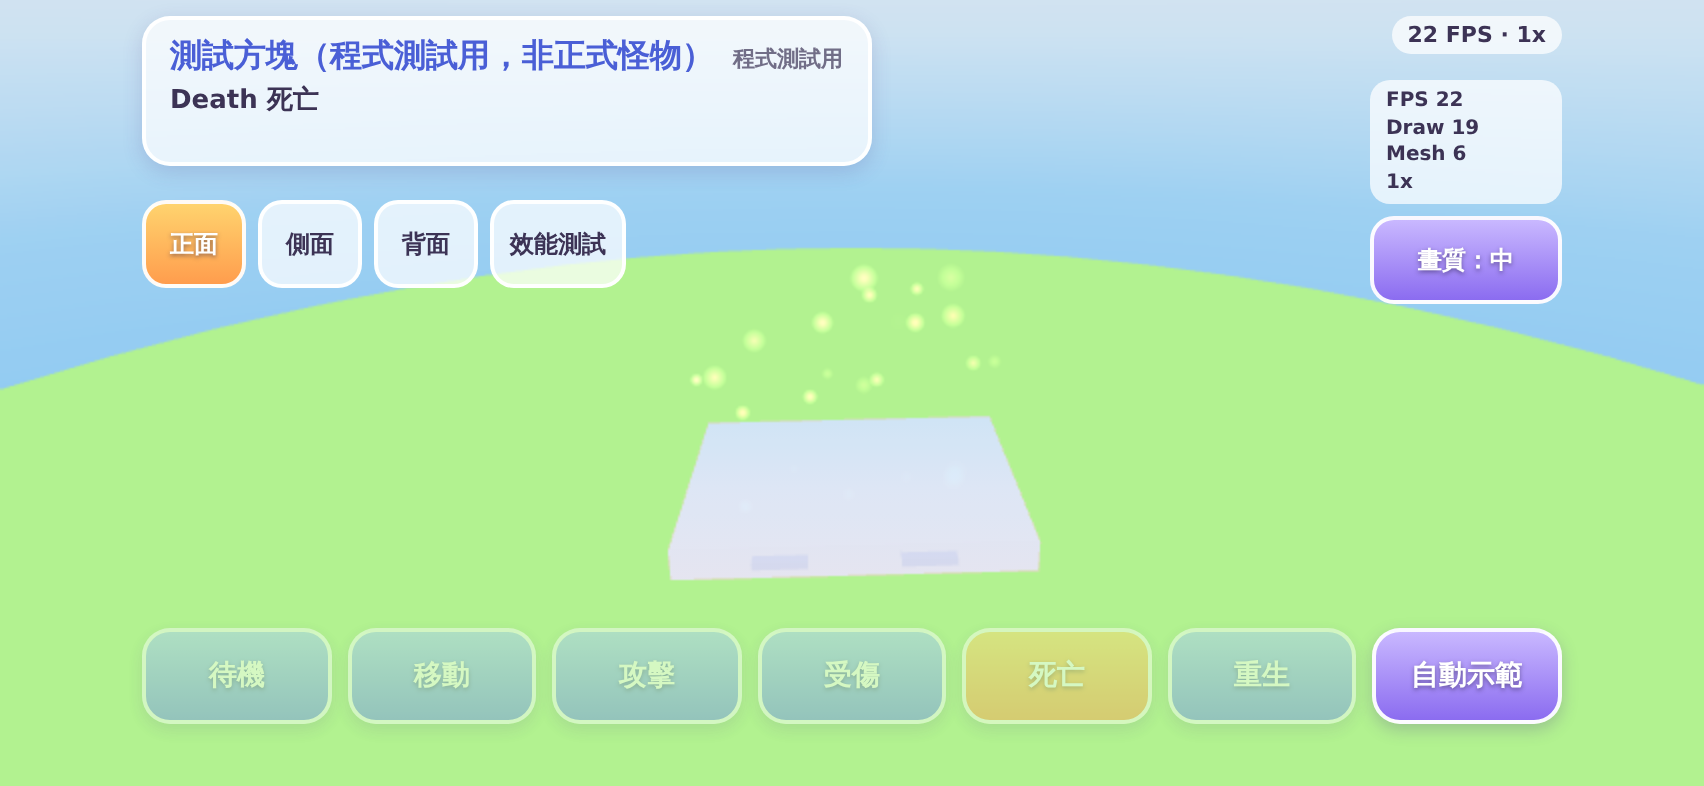 測試方塊（程式測試用，非正式怪物） 程式測試用
Death 死亡
22 FPS · 1x
FPS 22
Draw 19
Mesh 6
1x
正面
側面
背面
效能測試
畫質：中
待機
移動
攻擊
受傷
死亡
重生
自動示範